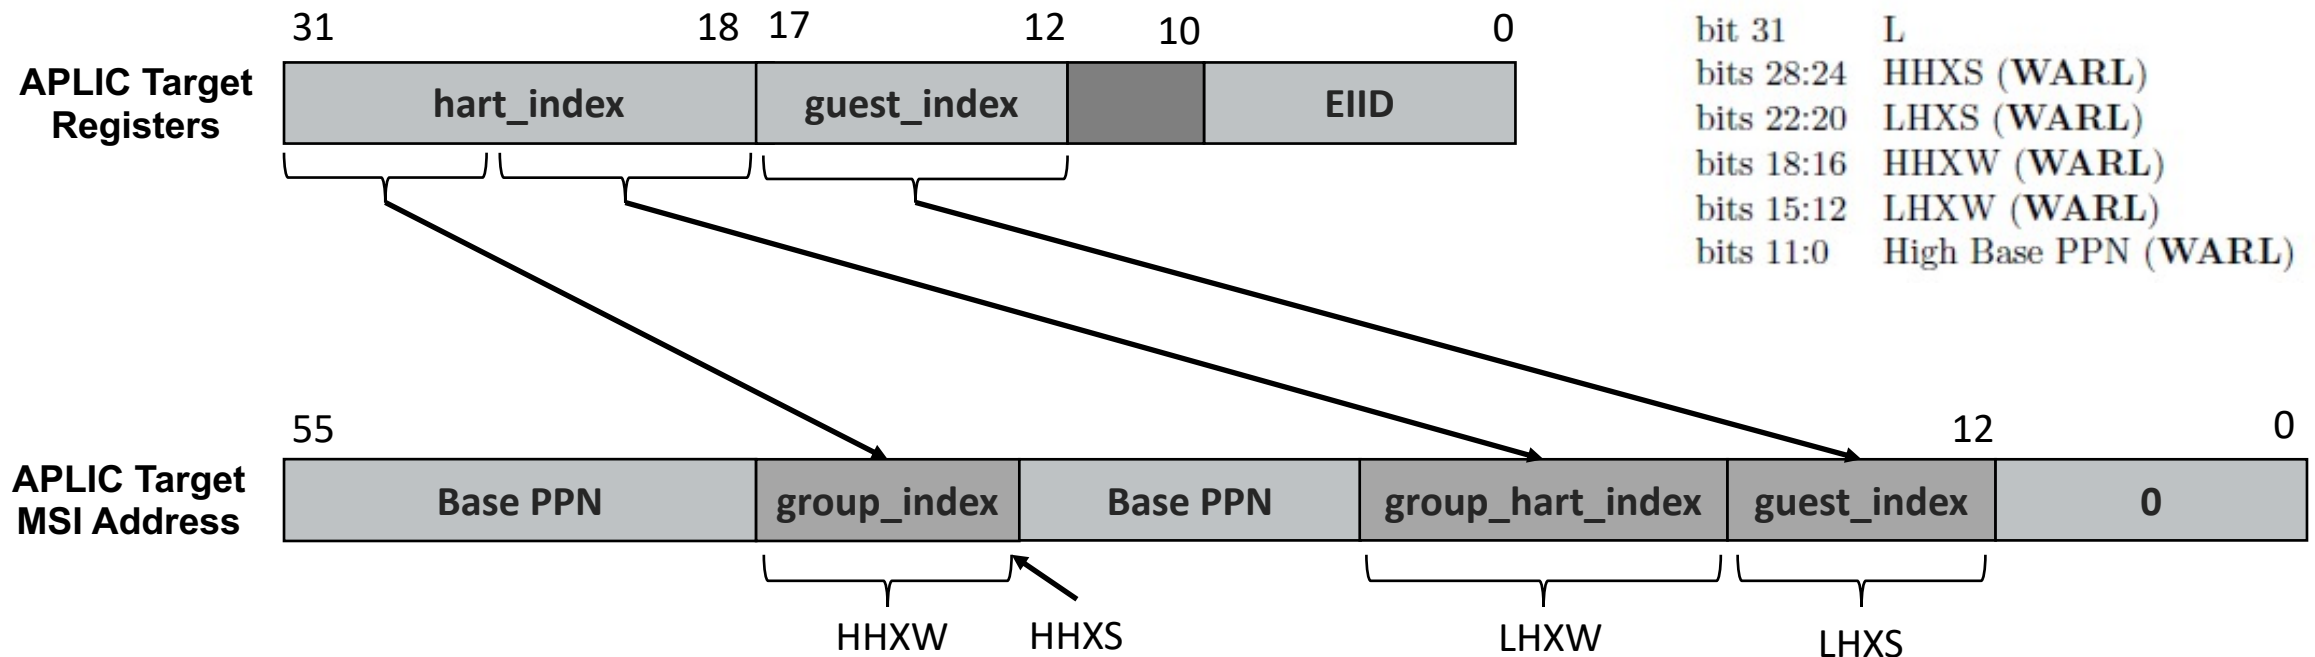 31 18 17 12 10 0
APLIC Target
Registers
hart_index guest_index EIID
bit 31 L
bits 28:24 HHXS (WARL)
bits 22:20 LHXS (WARL)
bits 18:16 HHXW (WARL)
bits 15:12 LHXW (WARL)
bits 11:0 High Base PPN (WARL)
55 12 0
APLIC Target
MSI Address
Base PPN group_index Base PPN group_hart_index guest_index 0
HHXW HHXS LHXW LHXS